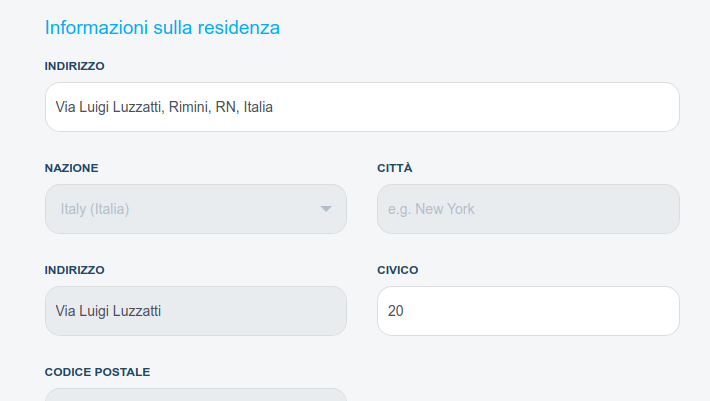 Informazioni sulla residenza
INDIRIZZO
Via Luigi Luzzatti, Rimini, RN, Italia
NAZIONE
CITTÀ
Italy (Italia)
e.g. New York
INDIRIZZO
CIVICO
Via Luigi Luzzatti
20
CODICE POSTALE